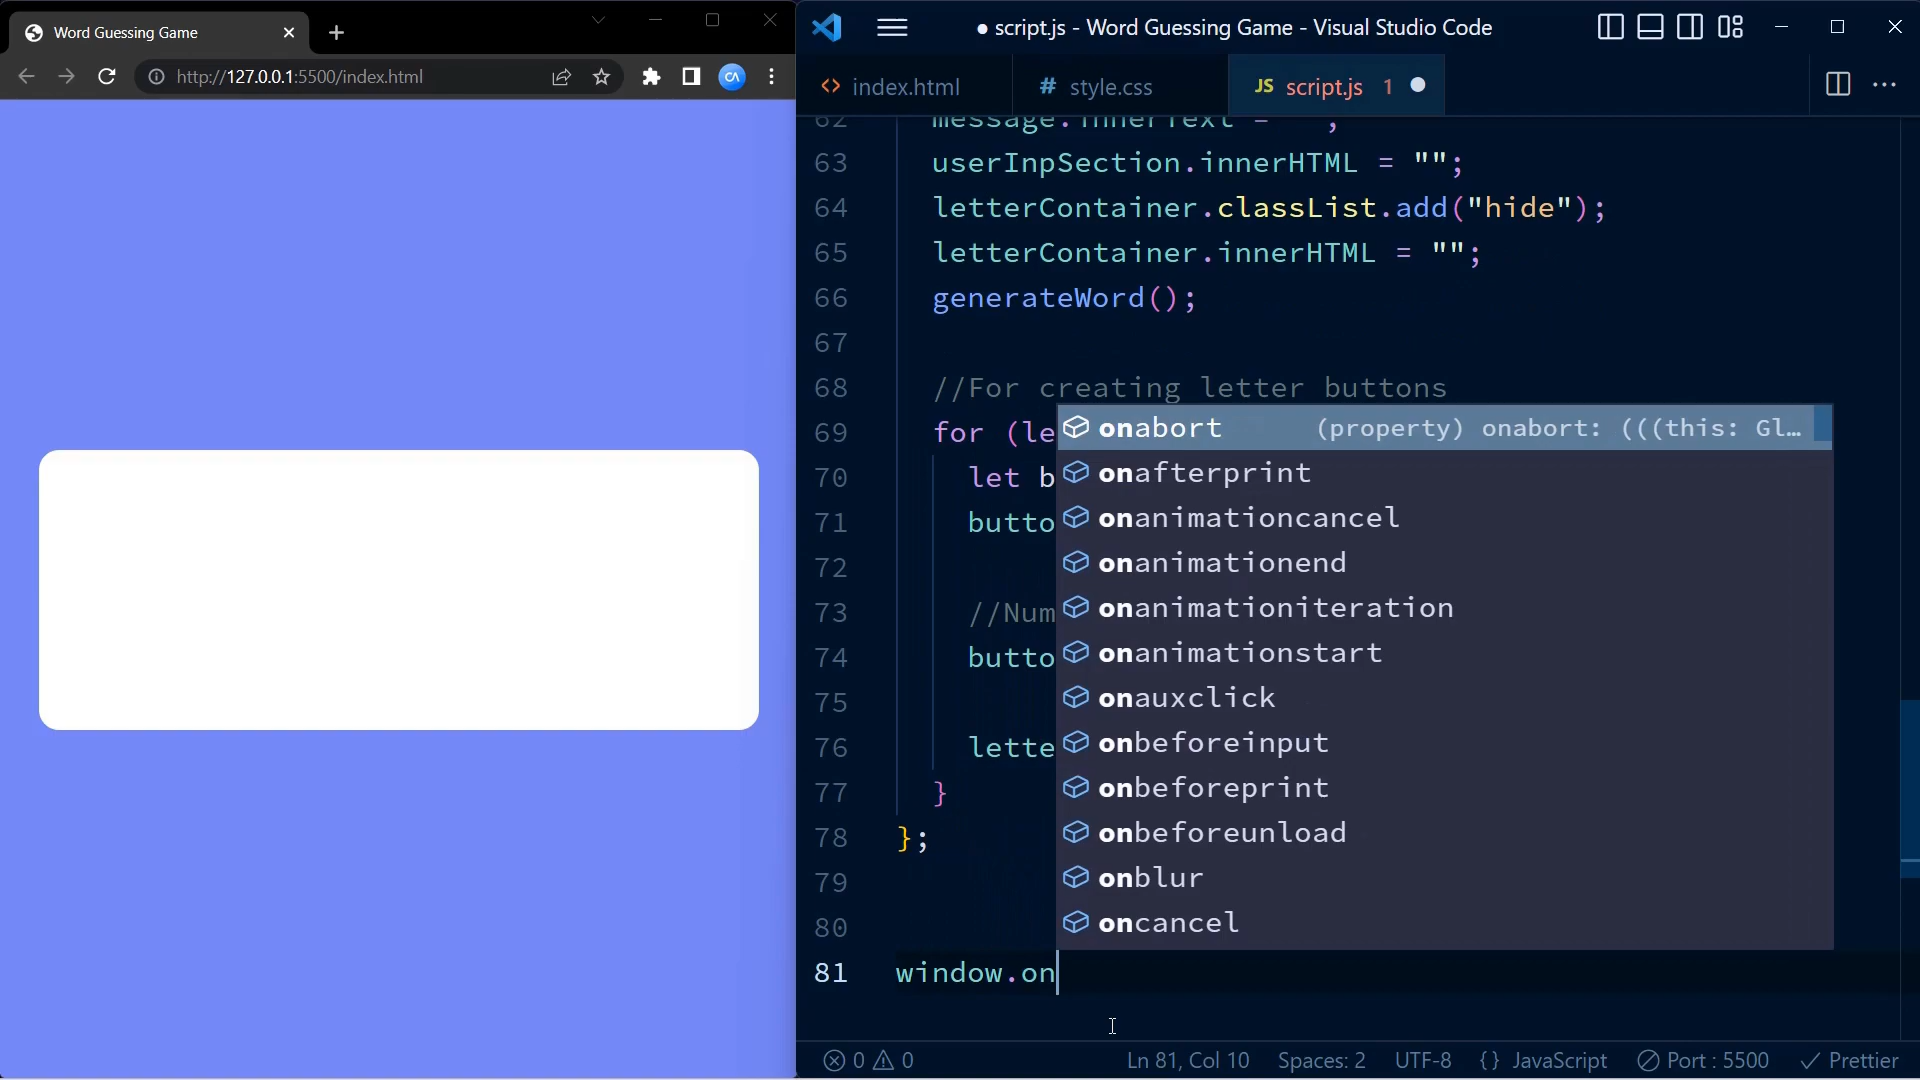 Word Guessing Game
http://127.0.0.1:5500/index.html
CA
● script.js - Word Guessing Game - Visual Studio Code
<> index.html
# style.css
JS script.js 1
62 message.innerText = "";
63 userInpSection.innerHTML = "";
64 letterContainer.classList.add("hide");
65 letterContainer.innerHTML = "";
66 generateWord();
67
68 //For creating letter buttons
69 for (le
70 let b
71 butto
72
73 //Num
74 butto
75
76 lette
77 }
78 };
79
80
81 window.on
onabort (property) onabort: (((this: Gl…
onafterprint
onanimationcancel
onanimationend
onanimationiteration
onanimationstart
onauxclick
onbeforeinput
onbeforeprint
onbeforeunload
onblur
oncancel
0 0 Ln 81, Col 10 Spaces: 2 UTF-8 {} JavaScript Port : 5500 Prettier